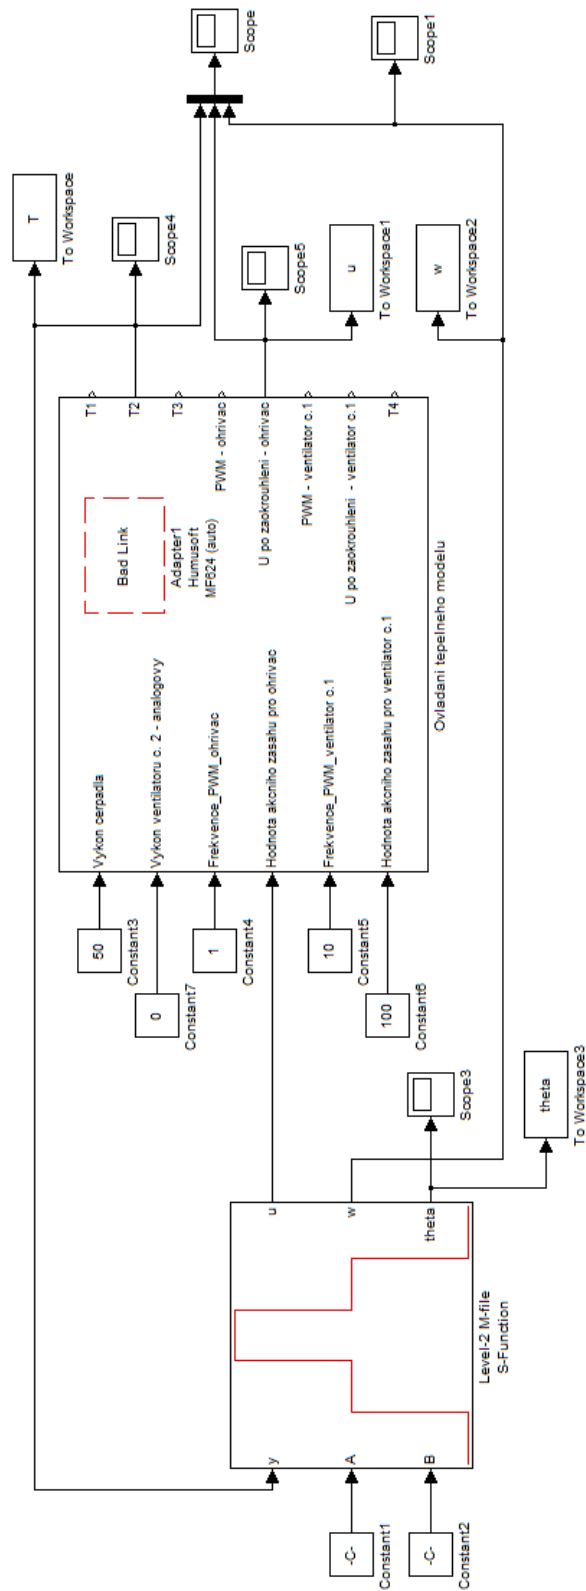 -C-
Constant1
-C-
Constant2
y
A
B
u
w
theta
Level-2 M-file
S-Function
Scope3
theta
To Workspace3
50
Constant3
0
Constant7
1
Constant4
10
Constant5
100
Constant6
Vykon cerpadla
Vykon ventilatoru c. 2 - analogovy
Frekvence_PWM_ohrivac
Hodnota akcniho zasahu pro ohrivac
Frekvence_PWM_ventilator c.1
Hodnota akcniho zasahu pro ventilator c.1
Bad Link
Adapter1
Humusoft
MF624 (auto)
T1
T2
T3
PWM - ohrivac
U po zaokrouhleni - ohrivac
PWM - ventilator c.1
U po zaokrouhleni - ventilator c.1
T4
Ovladani tepelneho modelu
T
To Workspace
Scope4
Scope5
u
To Workspace1
w
To Workspace2
Scope
Scope1